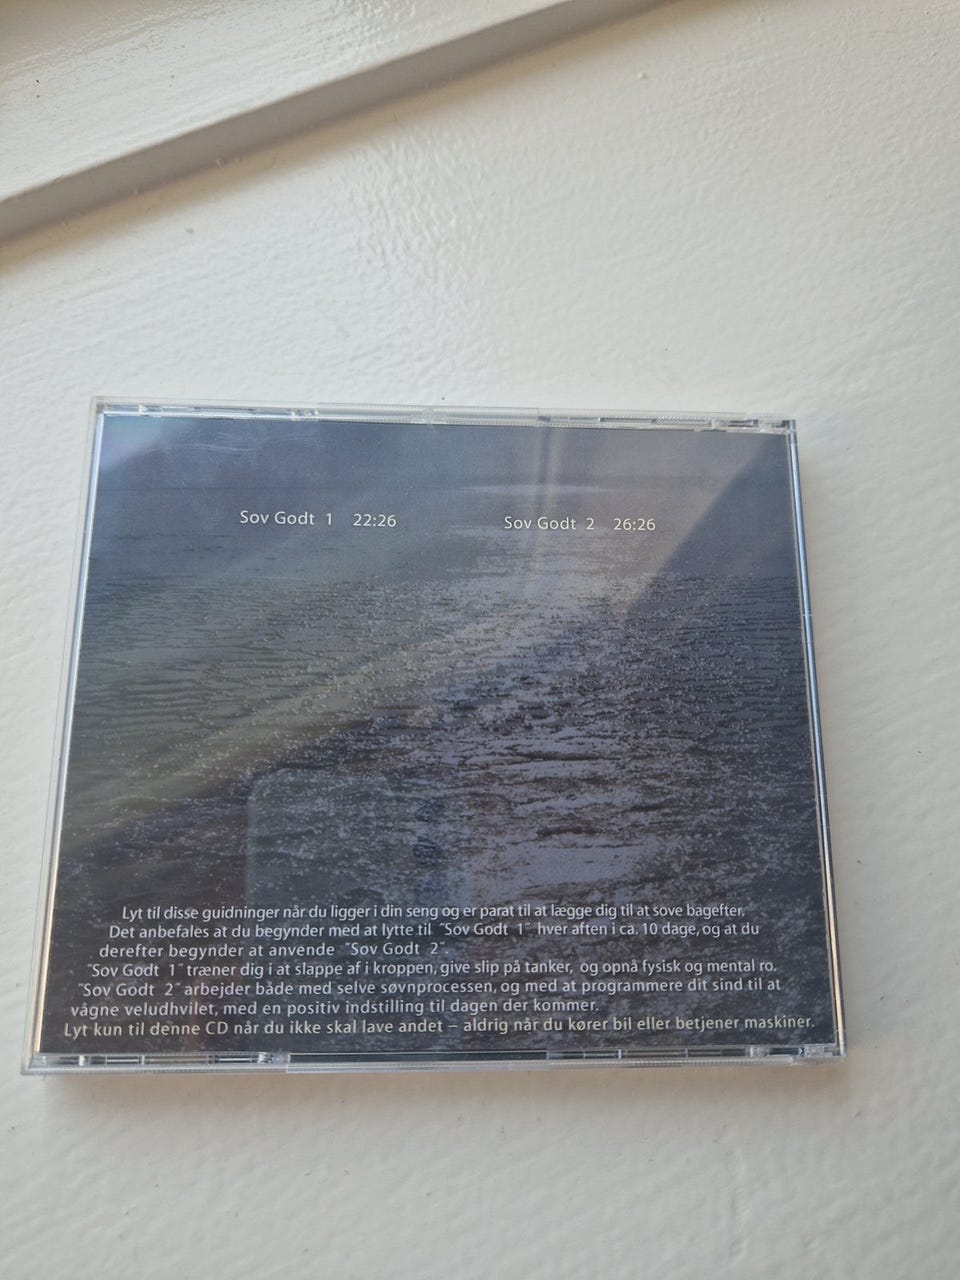 Sov Godt 1 22:26 Sov Godt 2 26:26
Lyt til disse guidninger når du ligger i din seng og er parat til at lægge dig til at sove bagefter.
Det anbefales at du begynder med at lytte til "Sov Godt 1" hver aften i ca. 10 dage, og at du
derefter begynder at anvende "Sov Godt 2".
"Sov Godt 1" træner dig i at slappe af i kroppen, give slip på tanker, og opnå fysisk og mental ro.
"Sov Godt 2" arbejder både med selve søvnprocessen, og med at programmere dit sind til at
vågne veludhvilet, med en positiv indstilling til dagen der kommer.
Lyt kun til denne CD når du ikke skal lave andet – aldrig når du kører bil eller betjener maskiner.